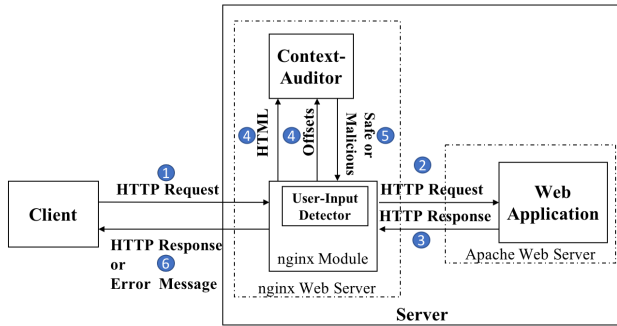 Context-
Auditor
4
HTML
4
Offsets
Safe or
Malicious
5
1
HTTP Request
2
HTTP Request
Client
User-Input
Detector
Web
Application
HTTP Response
3
HTTP Response
or
6
Error Message
nginx Module
Apache Web Server
nginx Web Server
Server